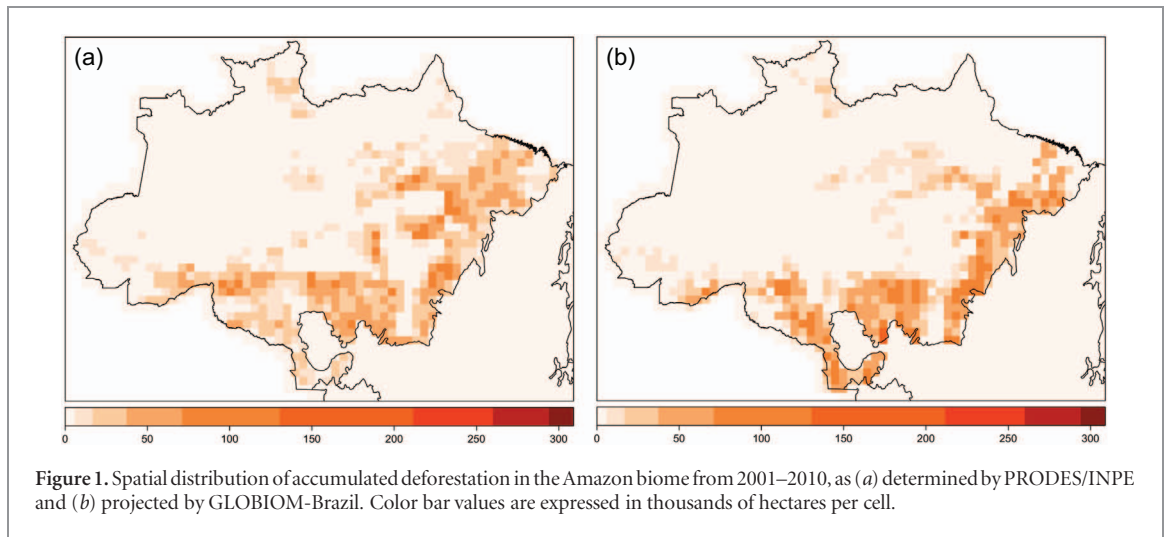 (a)
(b)
0 50 100 150 200 250 300
0 50 100 150 200 250 300
Figure 1. Spatial distribution of accumulated deforestation in the Amazon biome from 2001–2010, as (a) determined by PRODES/INPE
and (b) projected by GLOBIOM-Brazil. Color bar values are expressed in thousands of hectares per cell.